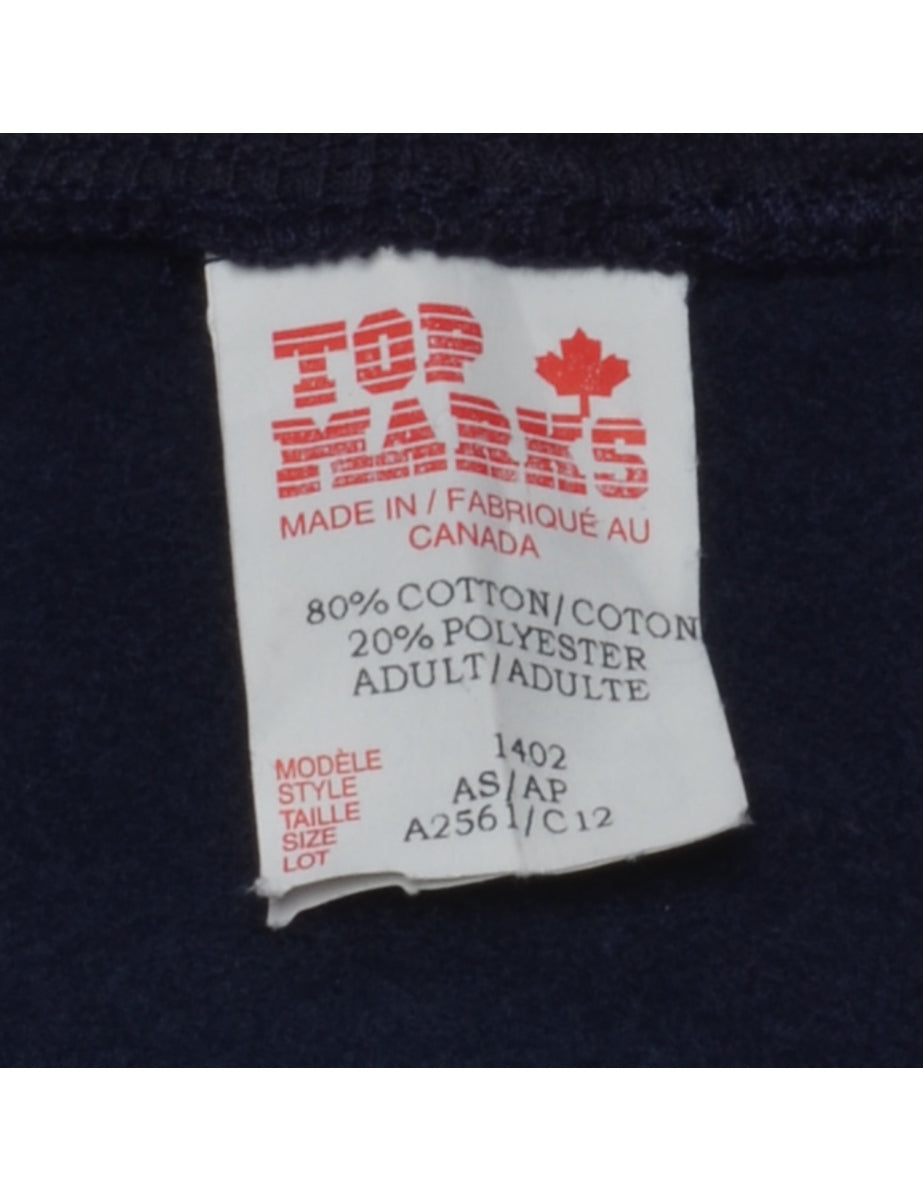 TOP
MARKS
MADE IN / FABRIQUÉ AU
CANADA
80% COTTON/COTON
20% POLYESTER
ADULT/ADULTE
MODÈLE 1402
STYLE
TAILLE AS/AP
SIZE
LOT A2561/C12